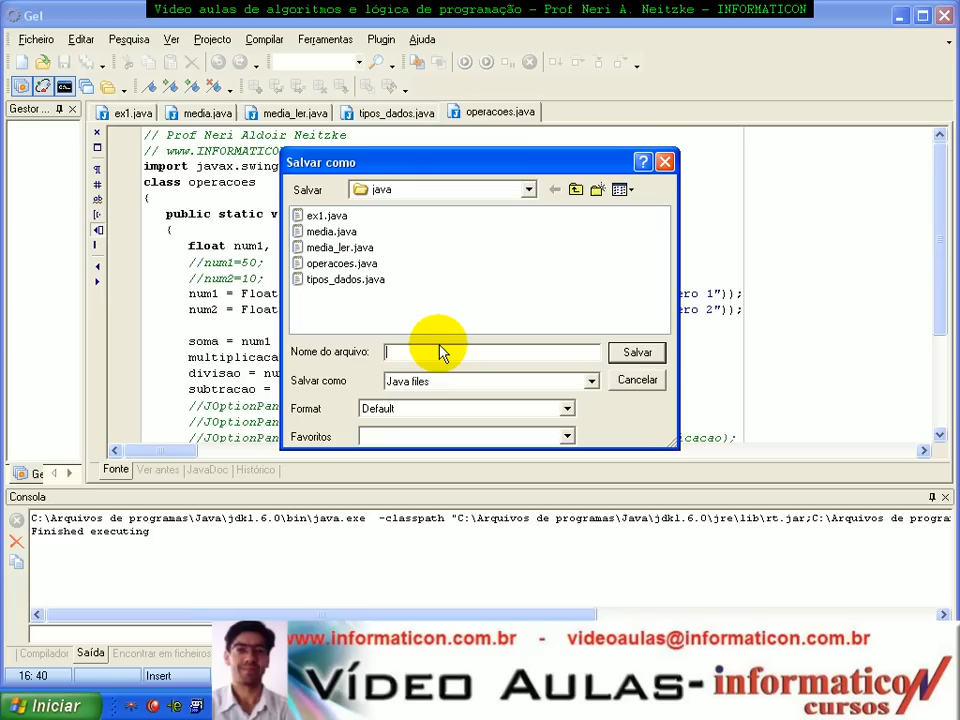 Vídeo aulas de algoritmos e lógica de programação – Prof Neri A. Neitzke – INFORMATICON
Gel
Ficheiro Editar Pesquisa Ver Projecto Compilar Ferramentas Plugin Ajuda
Gestor ...
ex1.java media.java media_ler.java tipos_dados.java operacoes.java
// Prof Neri Aldoir Neitzke
// www.INFORMATICO
import javax.swing
class operacoes
{
public static v
{
float num1,
//num1=50;
//num2=10;
num1 = Float ero 1"));
num2 = Float ero 2"));
soma = num1
multiplicaca
divisao = nu
subtracao =
//JOptionPan
//JOptionPan
//JOptionPan icacao);
Salvar como
Salvar java
ex1.java
media.java
media_ler.java
operacoes.java
tipos_dados.java
Nome do arquivo: Salvar
Salvar como Java files Cancelar
Format Default
Favoritos
Ge Fonte Ver antes JavaDoc Histórico
Consola
C:\Arquivos de programas\Java\jdk1.6.0\bin\java.exe -classpath "C:\Arquivos de programas\Java\jdk1.6.0\jre\lib\rt.jar;C:\Arquivos de progra
Finished executing
Compilador Saída Encontrar em ficheiros
16: 40 Insert
www.informaticon.com.br - videoaulas@informaticon.com.br
Vídeo Aulas- informaticon
cursos
Iniciar